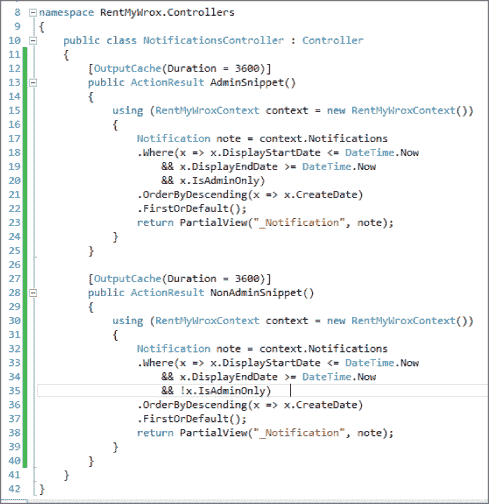 8 namespace RentMyWrox.Controllers
9 {
10 public class NotificationsController : Controller
11 {
12 [OutputCache(Duration = 3600)]
13 public ActionResult AdminSnippet()
14 {
15 using (RentMyWroxContext context = new RentMyWroxContext())
16 {
17 Notification note = context.Notifications
18 .Where(x => x.DisplayStartDate <= DateTime.Now
19 && x.DisplayEndDate >= DateTime.Now
20 && x.IsAdminOnly)
21 .OrderByDescending(x => x.CreateDate)
22 .FirstOrDefault();
23 return PartialView("_Notification", note);
24 }
25 }
26
27 [OutputCache(Duration = 3600)]
28 public ActionResult NonAdminSnippet()
29 {
30 using (RentMyWroxContext context = new RentMyWroxContext())
31 {
32 Notification note = context.Notifications
33 .Where(x => x.DisplayStartDate <= DateTime.Now
34 && x.DisplayEndDate >= DateTime.Now
35 && !x.IsAdminOnly)
36 .OrderByDescending(x => x.CreateDate)
37 .FirstOrDefault();
38 return PartialView("_Notification", note);
39 }
40 }
41 }
42 }